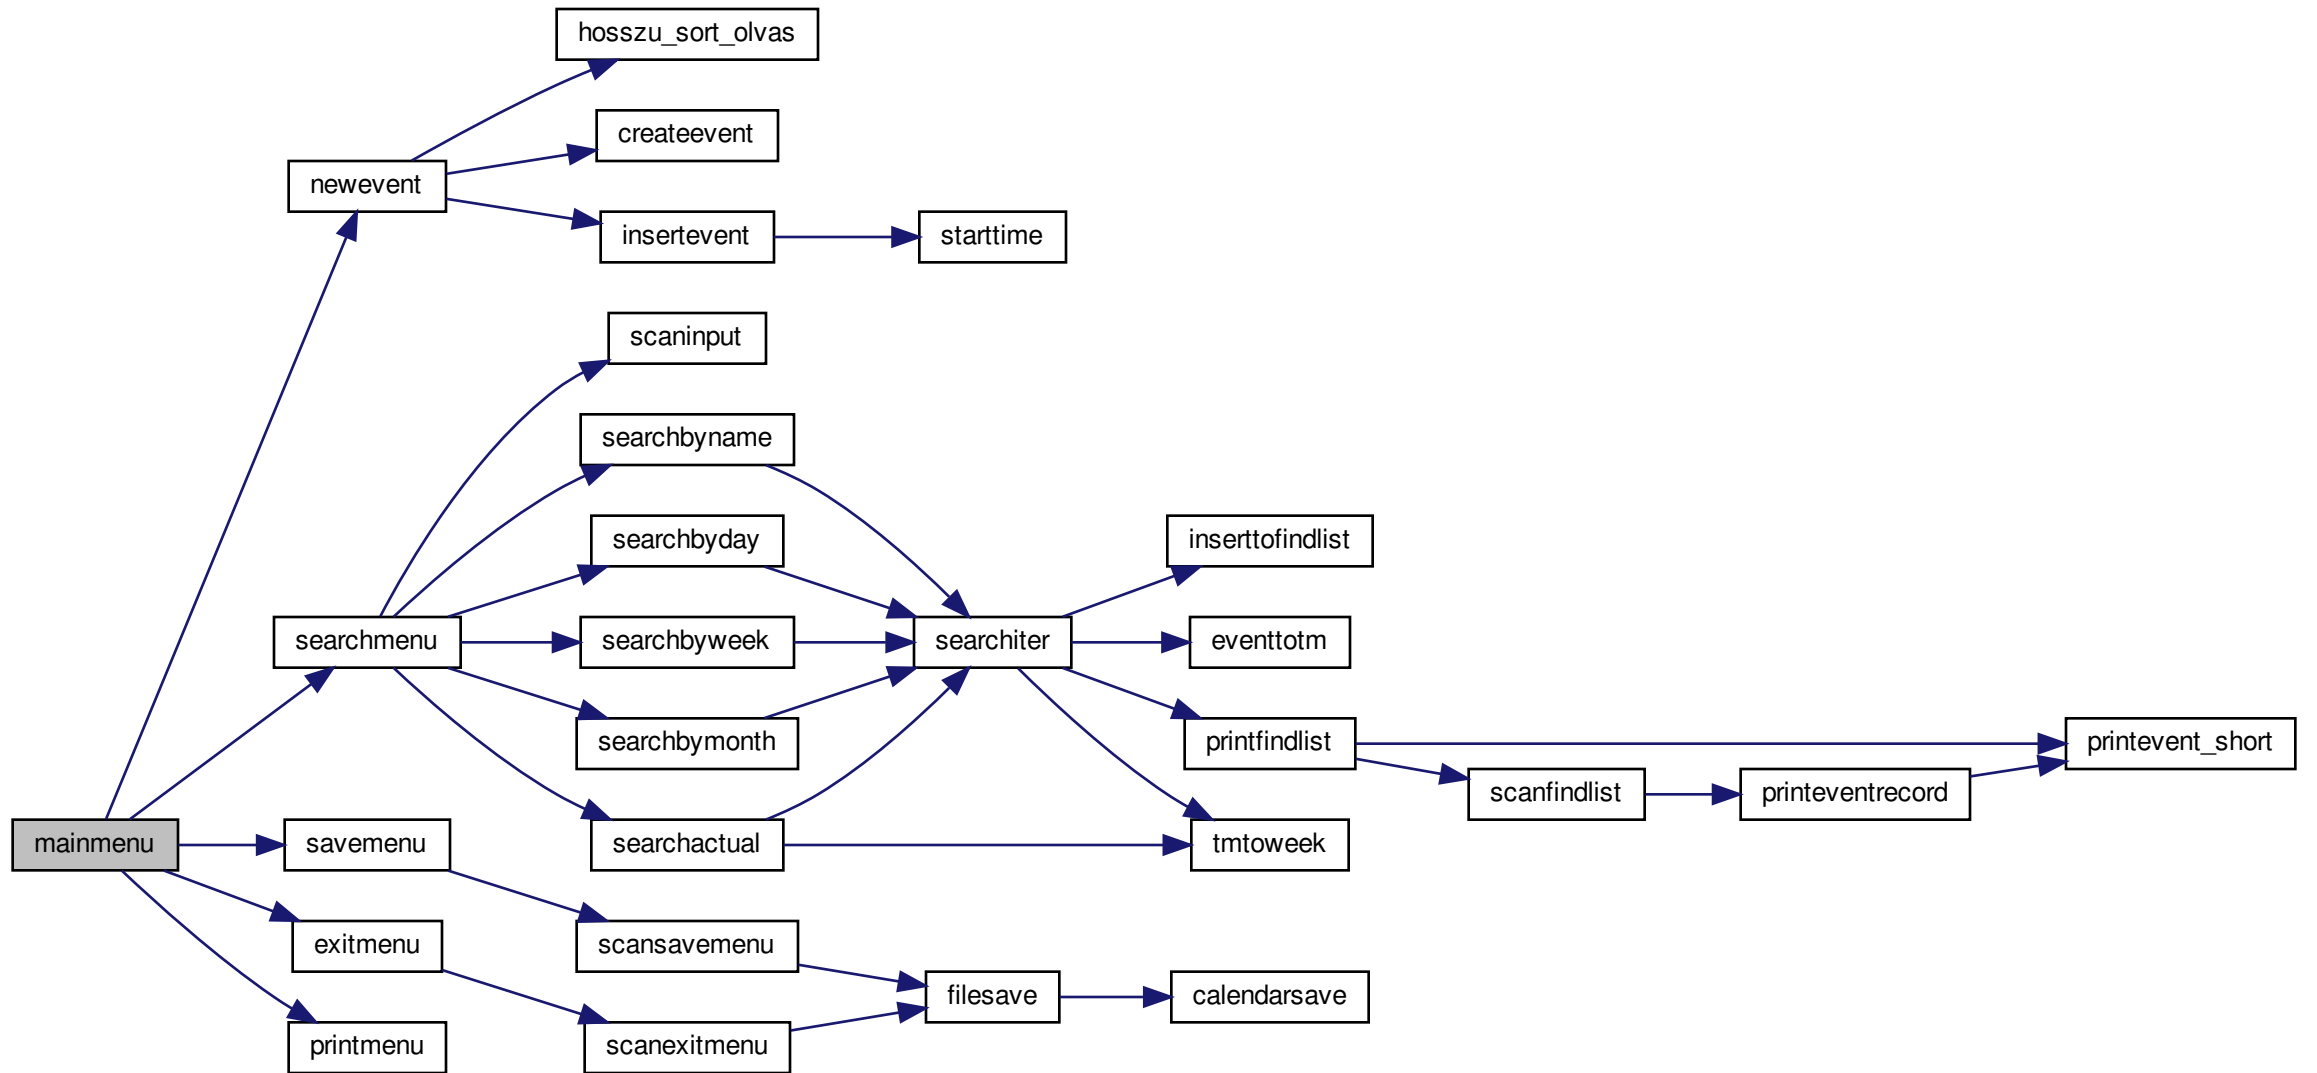 hosszu_sort_olvas
createevent
newevent
insertevent
starttime
scaninput
searchbyname
searchbyday
inserttofindlist
searchmenu
searchbyweek
searchiter
eventtotm
searchbymonth
printfindlist
printevent_short
scanfindlist
printeventrecord
mainmenu
savemenu
searchactual
tmtoweek
exitmenu
scansavemenu
filesave
calendarsave
printmenu
scanexitmenu